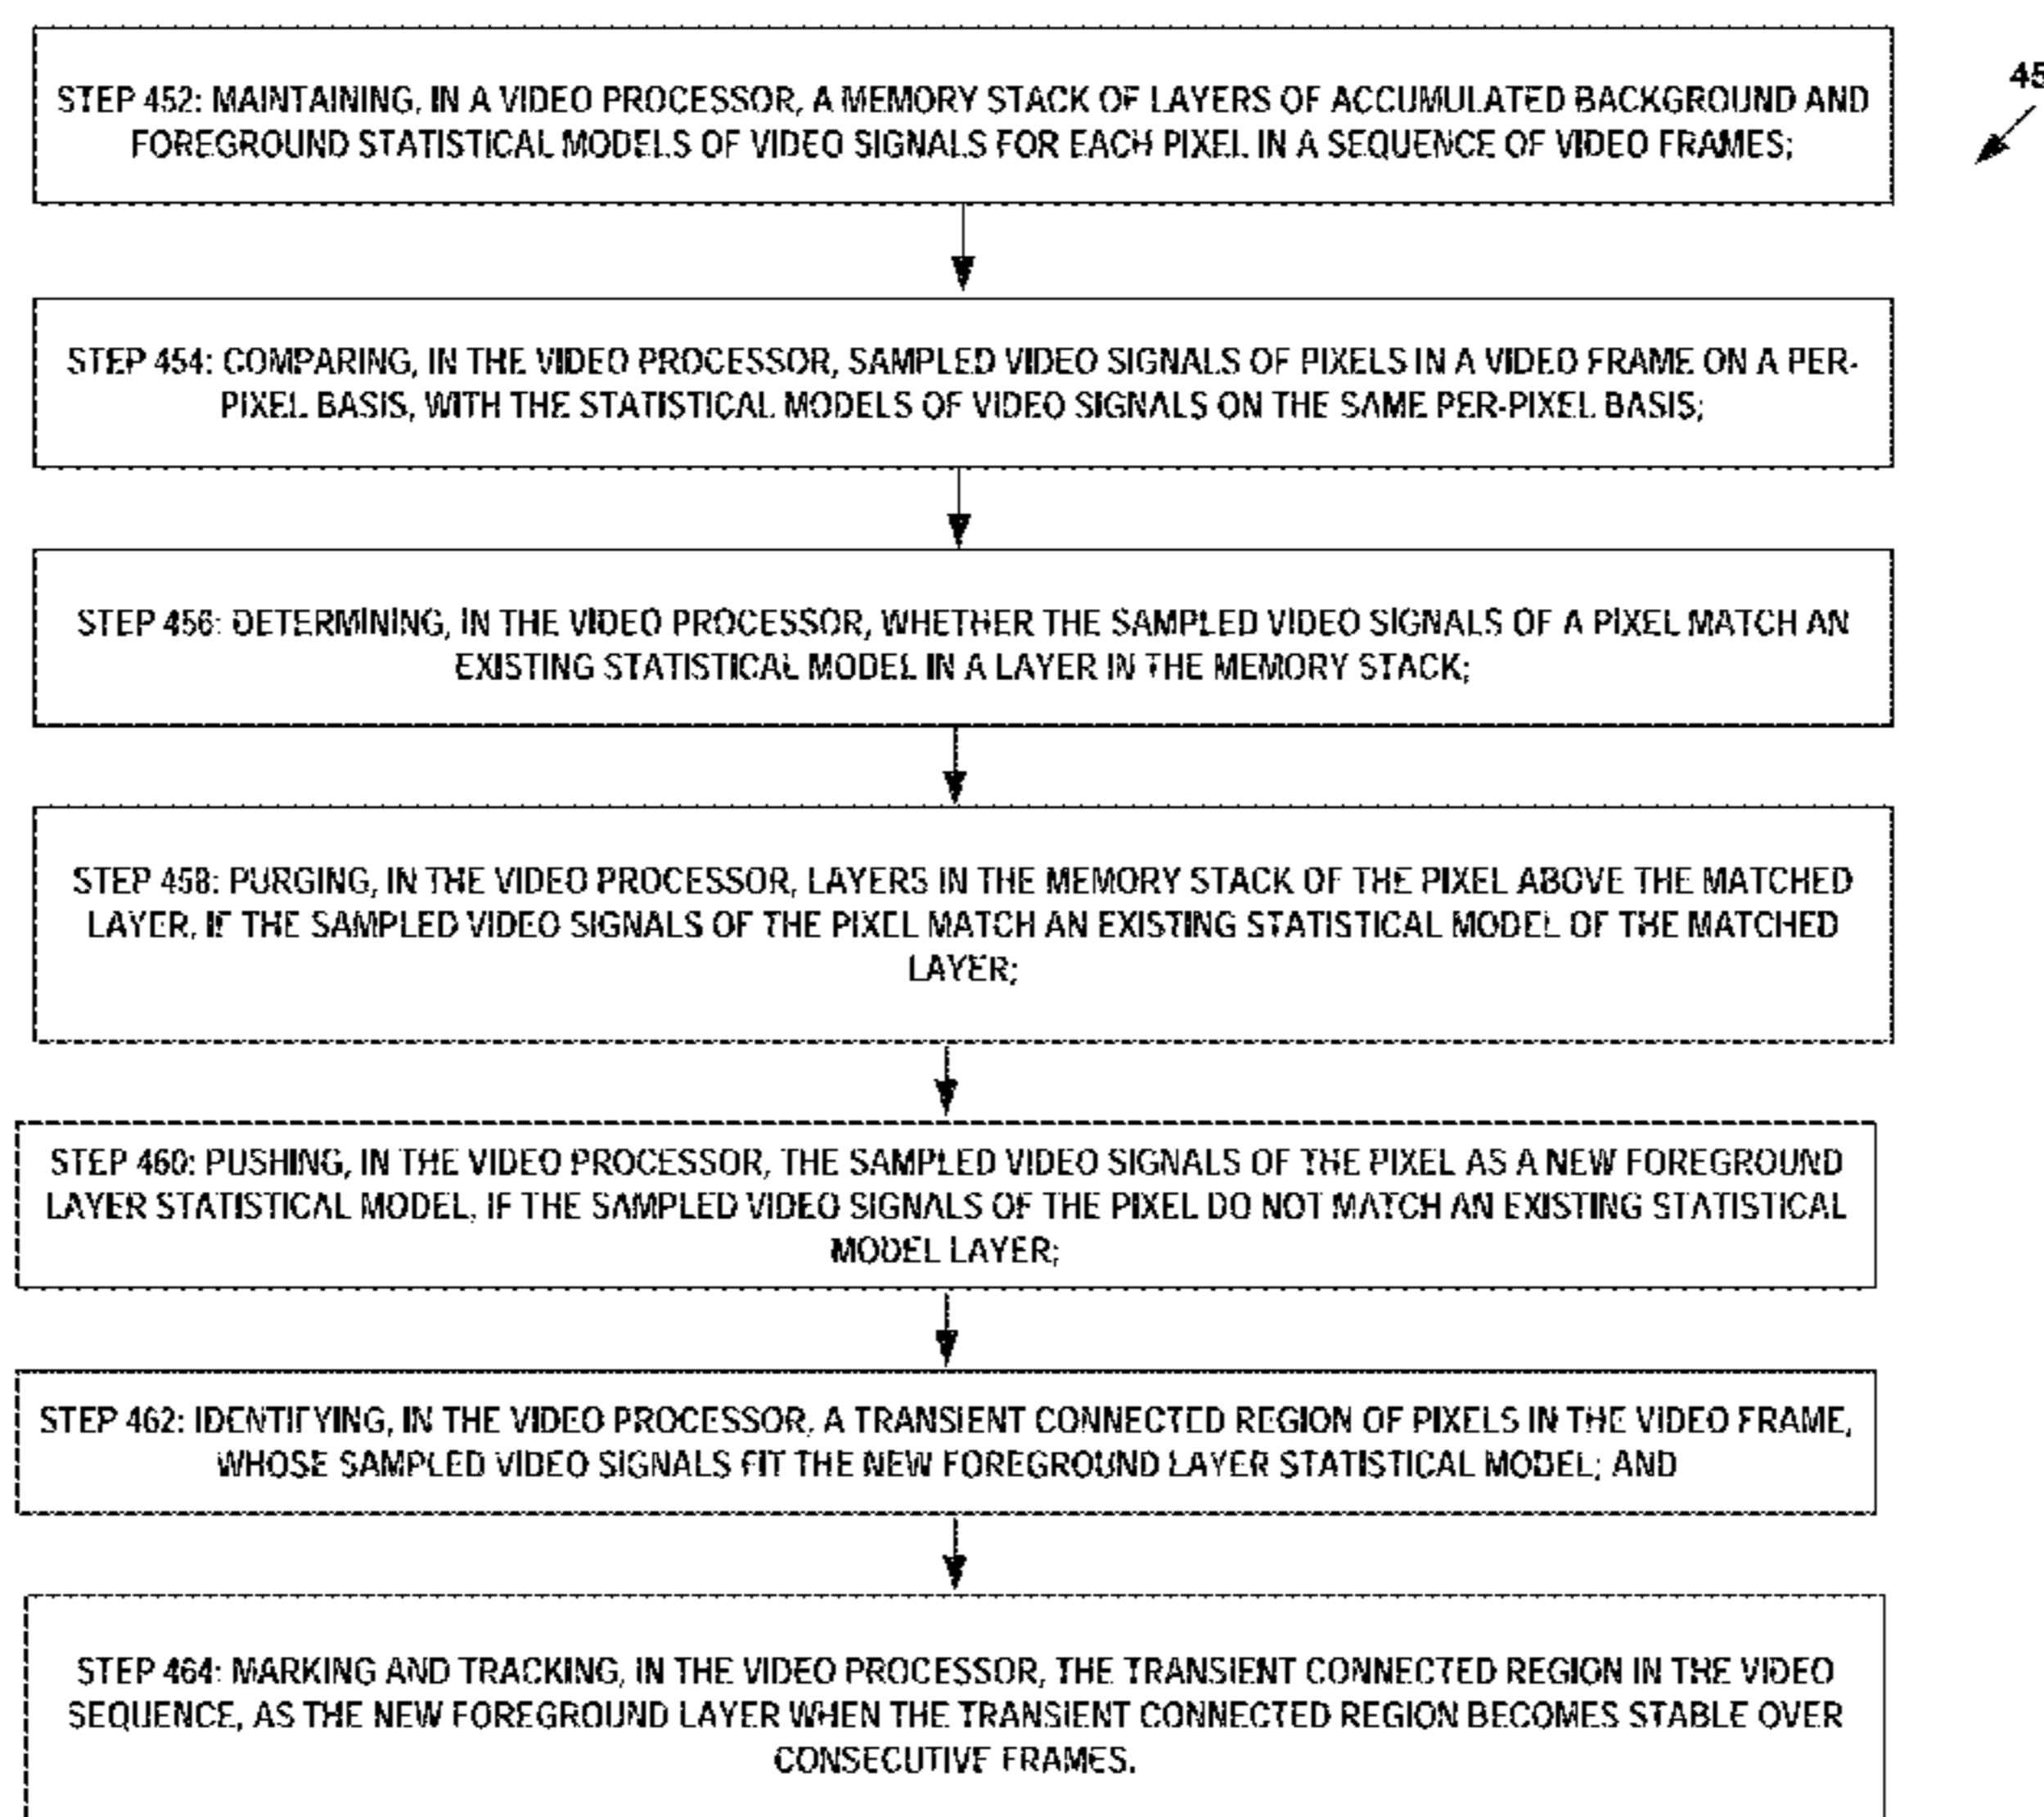 STEP 452: MAINTAINING, IN A VIDEO PROCESSOR, A MEMORY STACK OF LAYERS OF ACCUMULATED BACKGROUND AND
FOREGROUND STATISTICAL MODELS OF VIDEO SIGNALS FOR EACH PIXEL IN A SEQUENCE OF VIDEO FRAMES;
45
STEP 454: COMPARING, IN THE VIDEO PROCESSOR, SAMPLED VIDEO SIGNALS OF PIXELS IN A VIDEO FRAME ON A PER-
PIXEL BASIS, WITH THE STATISTICAL MODELS OF VIDEO SIGNALS ON THE SAME PER-PIXEL BASIS;
STEP 456: DETERMINING, IN THE VIDEO PROCESSOR, WHETHER THE SAMPLED VIDEO SIGNALS OF A PIXEL MATCH AN
EXISTING STATISTICAL MODEL IN A LAYER IN THE MEMORY STACK;
STEP 458: PURGING, IN THE VIDEO PROCESSOR, LAYERS IN THE MEMORY STACK OF THE PIXEL ABOVE THE MATCHED
LAYER, IF THE SAMPLED VIDEO SIGNALS OF THE PIXEL MATCH AN EXISTING STATISTICAL MODEL OF THE MATCHED
LAYER;
STEP 460: PUSHING, IN THE VIDEO PROCESSOR, THE SAMPLED VIDEO SIGNALS OF THE PIXEL AS A NEW FOREGROUND
LAYER STATISTICAL MODEL, IF THE SAMPLED VIDEO SIGNALS OF THE PIXEL DO NOT MATCH AN EXISTING STATISTICAL
MODEL LAYER;
STEP 462: IDENTIFYING, IN THE VIDEO PROCESSOR, A TRANSIENT CONNECTED REGION OF PIXELS IN THE VIDEO FRAME,
WHOSE SAMPLED VIDEO SIGNALS FIT THE NEW FOREGROUND LAYER STATISTICAL MODEL; AND
STEP 464: MARKING AND TRACKING, IN THE VIDEO PROCESSOR, THE TRANSIENT CONNECTED REGION IN THE VIDEO
SEQUENCE, AS THE NEW FOREGROUND LAYER WHEN THE TRANSIENT CONNECTED REGION BECOMES STABLE OVER
CONSECUTIVE FRAMES.